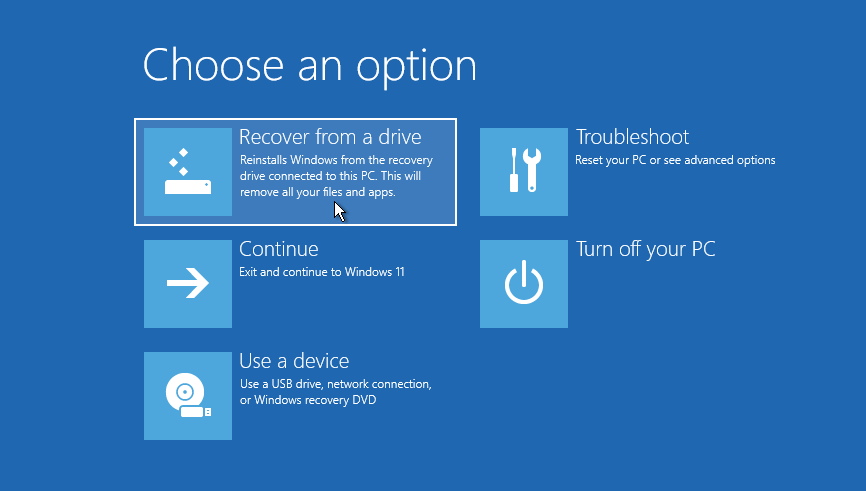 Choose an option
Recover from a drive
Reinstalls Windows from the recovery
drive connected to this PC. This will
remove all your files and apps.
Troubleshoot
Reset your PC or see advanced options
Continue
Exit and continue to Windows 11
Turn off your PC
Use a device
Use a USB drive, network connection,
or Windows recovery DVD